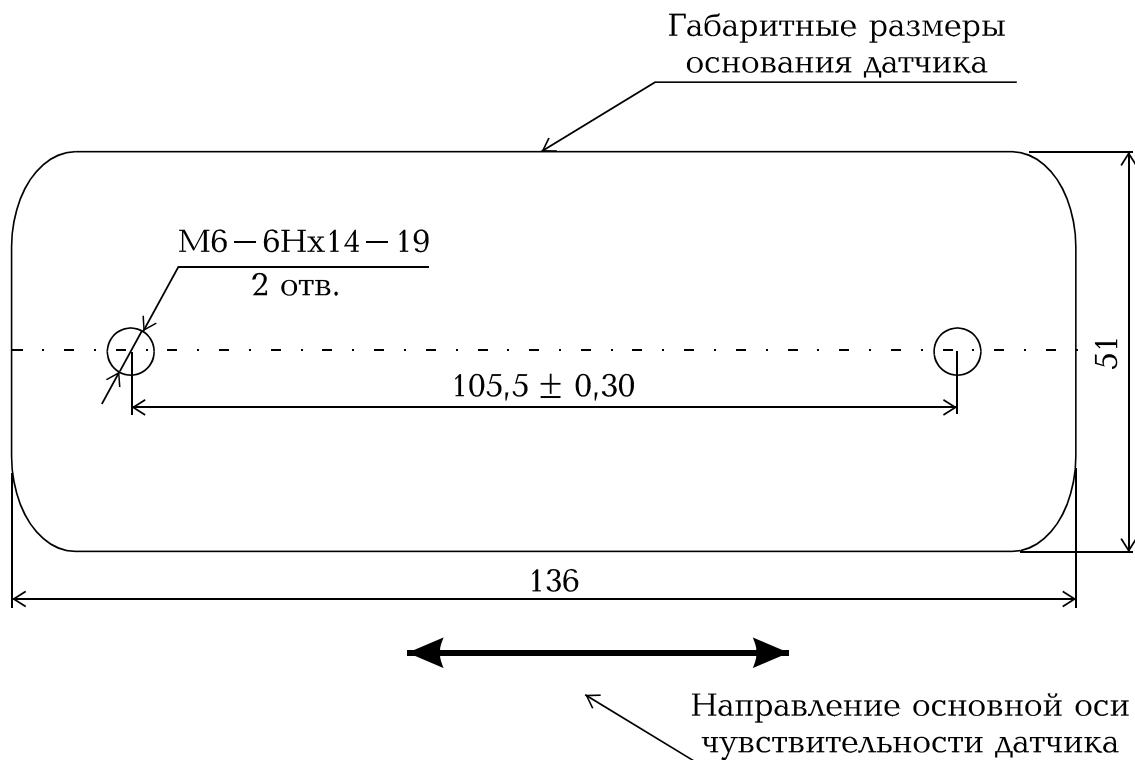 Габаритные размеры
основания датчика
М6–6Нх14–19
2 отв.
105,5 ± 0,30
51
136
Направление основной оси
чувствительности датчика